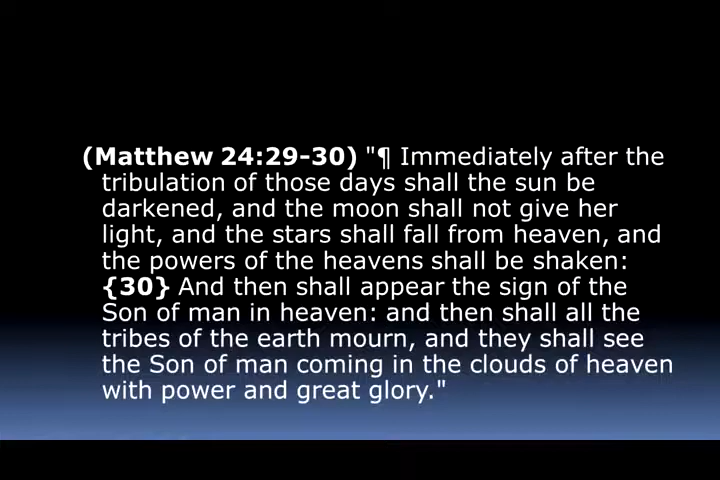 (Matthew 24:29-30) "¶ Immediately after the
tribulation of those days shall the sun be
darkened, and the moon shall not give her
light, and the stars shall fall from heaven, and
the powers of the heavens shall be shaken:
{30} And then shall appear the sign of the
Son of man in heaven: and then shall all the
tribes of the earth mourn, and they shall see
the Son of man coming in the clouds of heaven
with power and great glory."